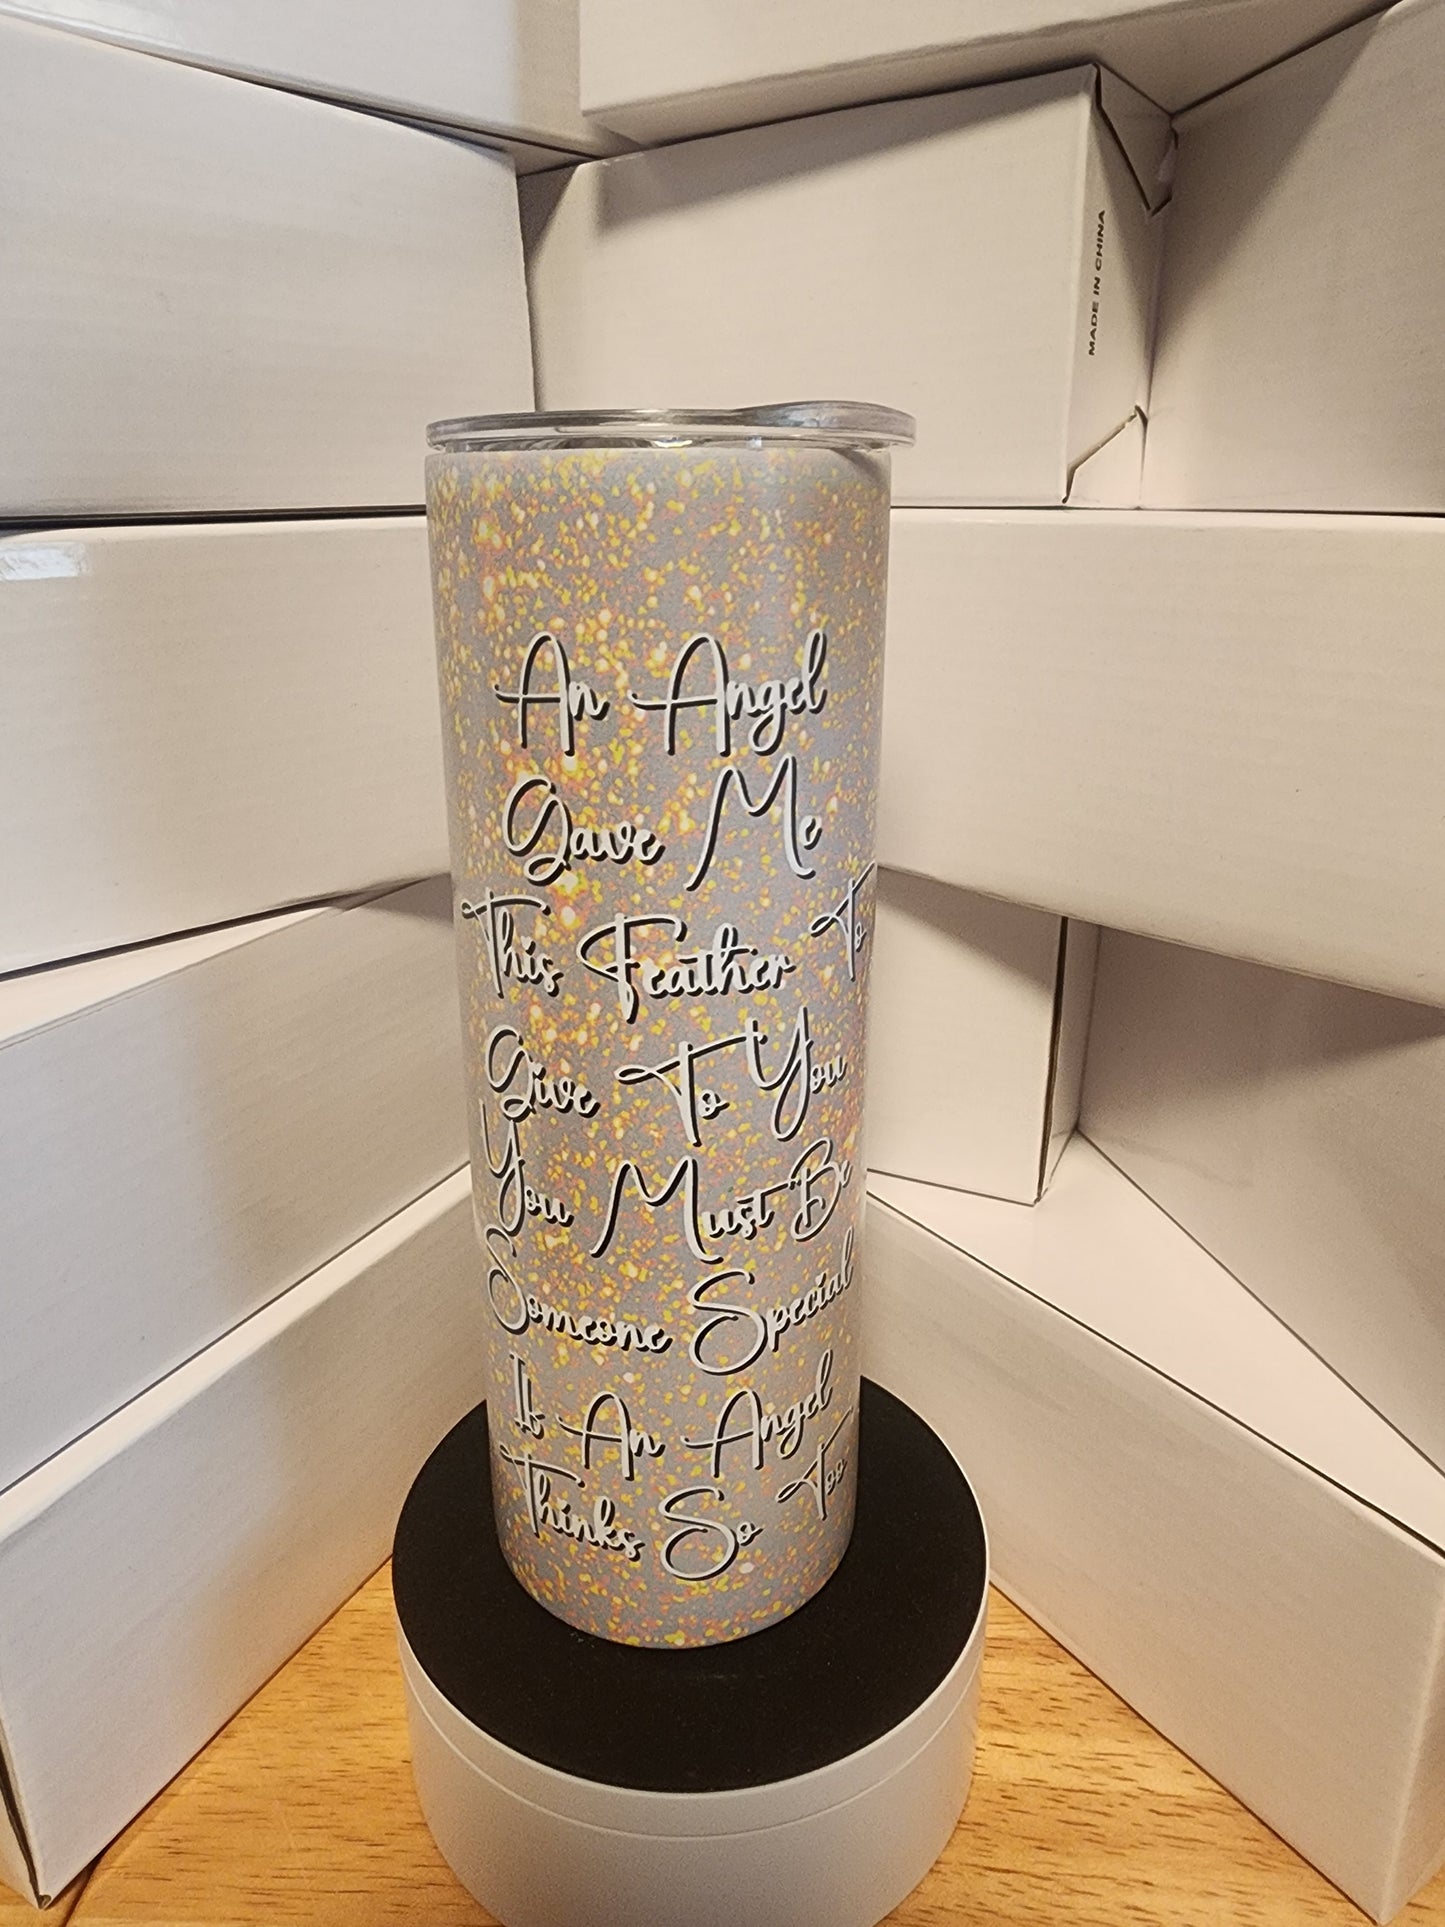 MADE IN CHINA
An Angel
Gave Me
This Feather To
Give To You
You Must Be
Someone Special
If An Angel
Thinks So Too